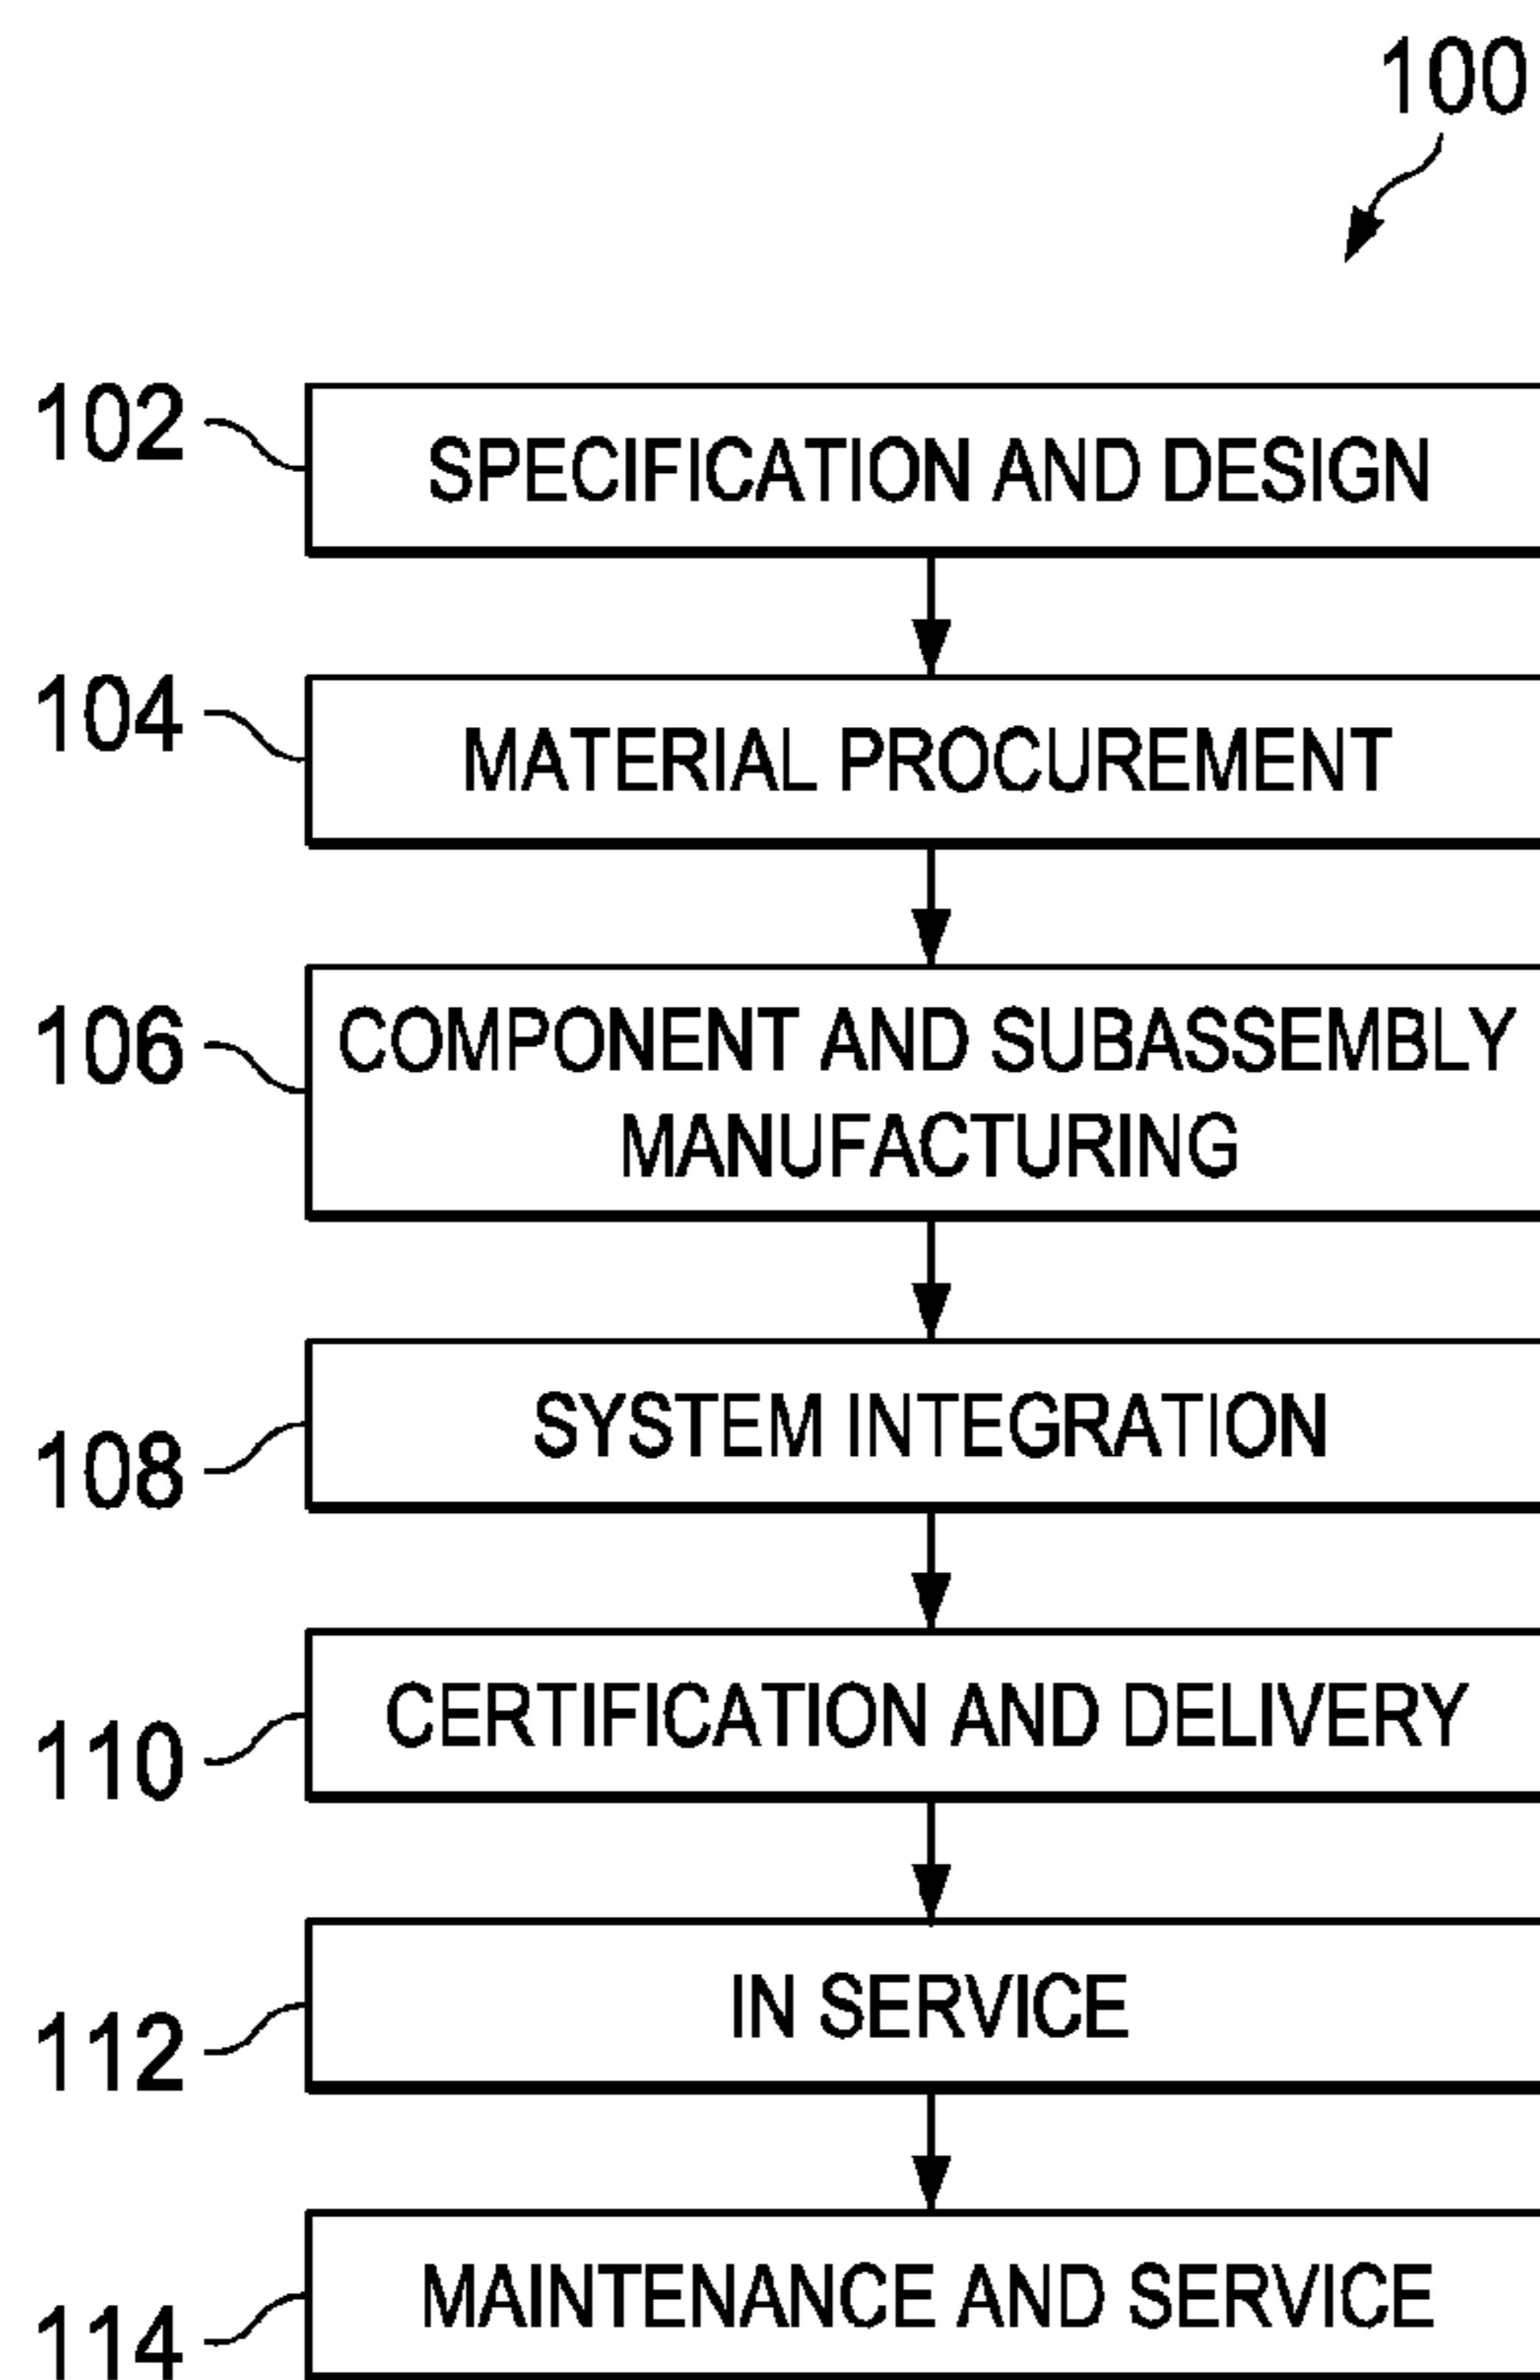 100
102
SPECIFICATION AND DESIGN
104
MATERIAL PROCUREMENT
106
COMPONENT AND SUBASSEMBLY
MANUFACTURING
108
SYSTEM INTEGRATION
110
CERTIFICATION AND DELIVERY
112
IN SERVICE
114
MAINTENANCE AND SERVICE